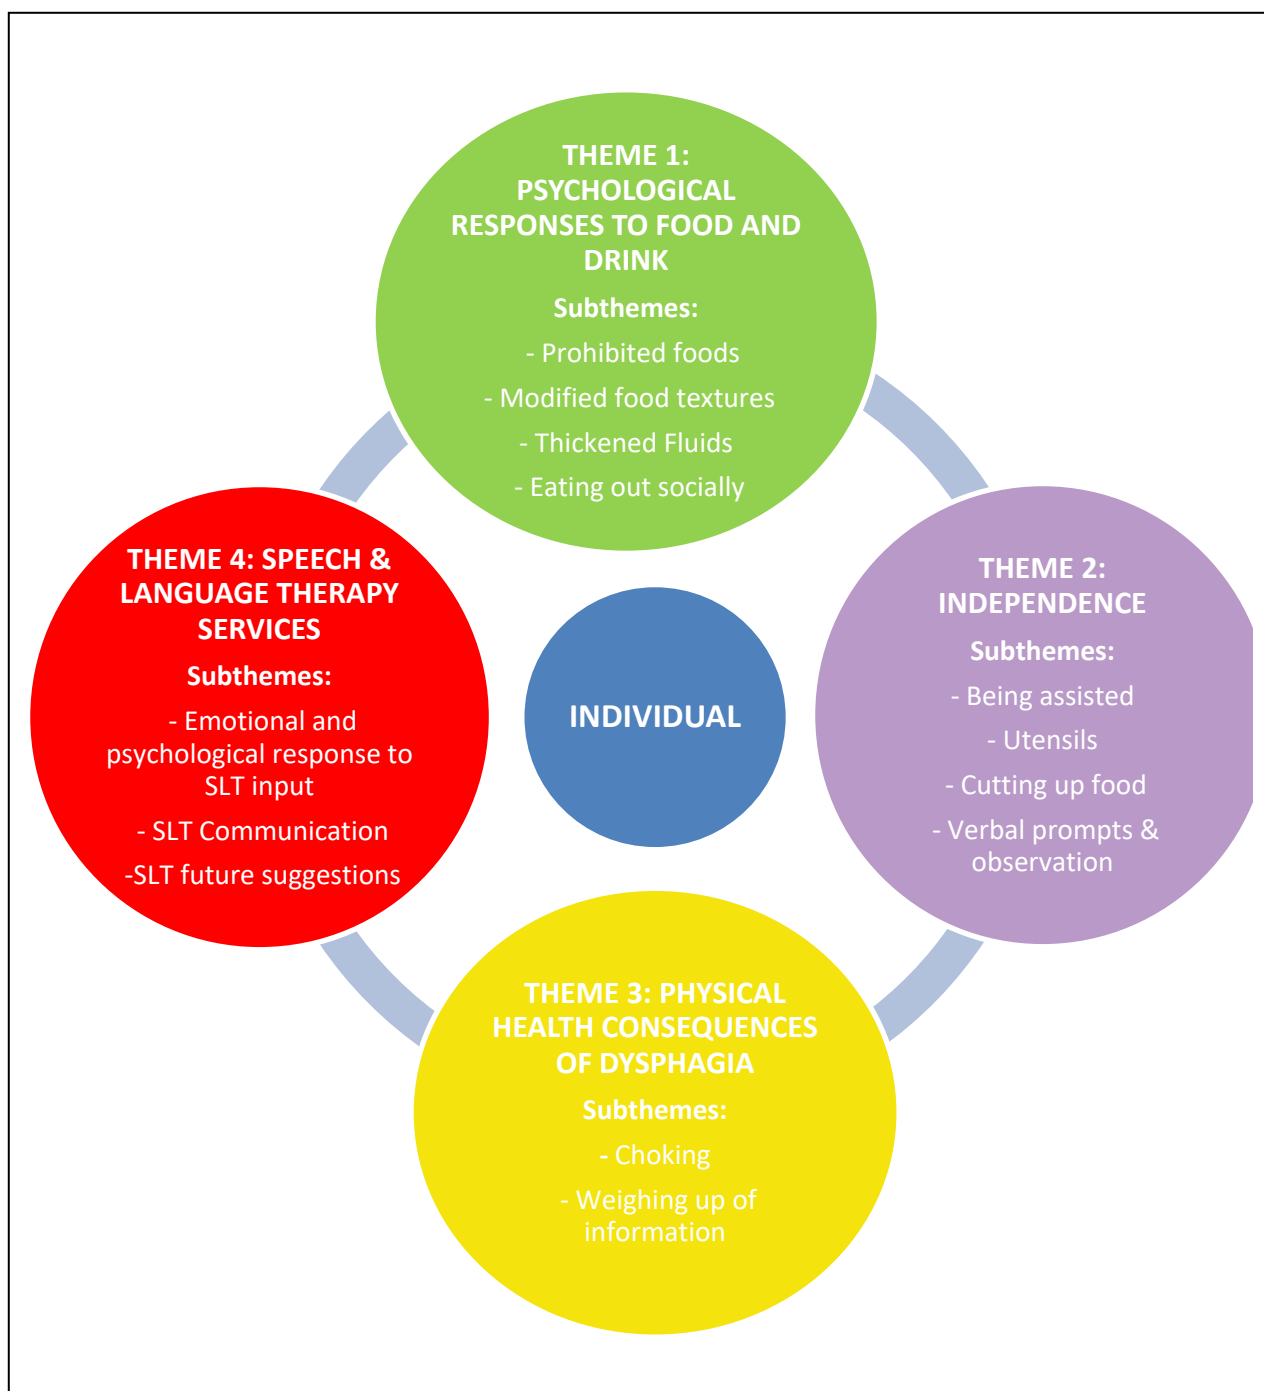 THEME 1:
PSYCHOLOGICAL
RESPONSES TO FOOD AND
DRINK
Subthemes:
- Prohibited foods
- Modified food textures
- Thickened Fluids
- Eating out socially
THEME 4: SPEECH &
LANGUAGE THERAPY
SERVICES
Subthemes:
- Emotional and
psychological response to
SLT input
- SLT Communication
-SLT future suggestions
INDIVIDUAL
THEME 2:
INDEPENDENCE
Subthemes:
- Being assisted
- Utensils
- Cutting up food
- Verbal prompts &
observation
THEME 3: PHYSICAL
HEALTH CONSEQUENCES
OF DYSPHAGIA
Subthemes:
- Choking
- Weighing up of
information